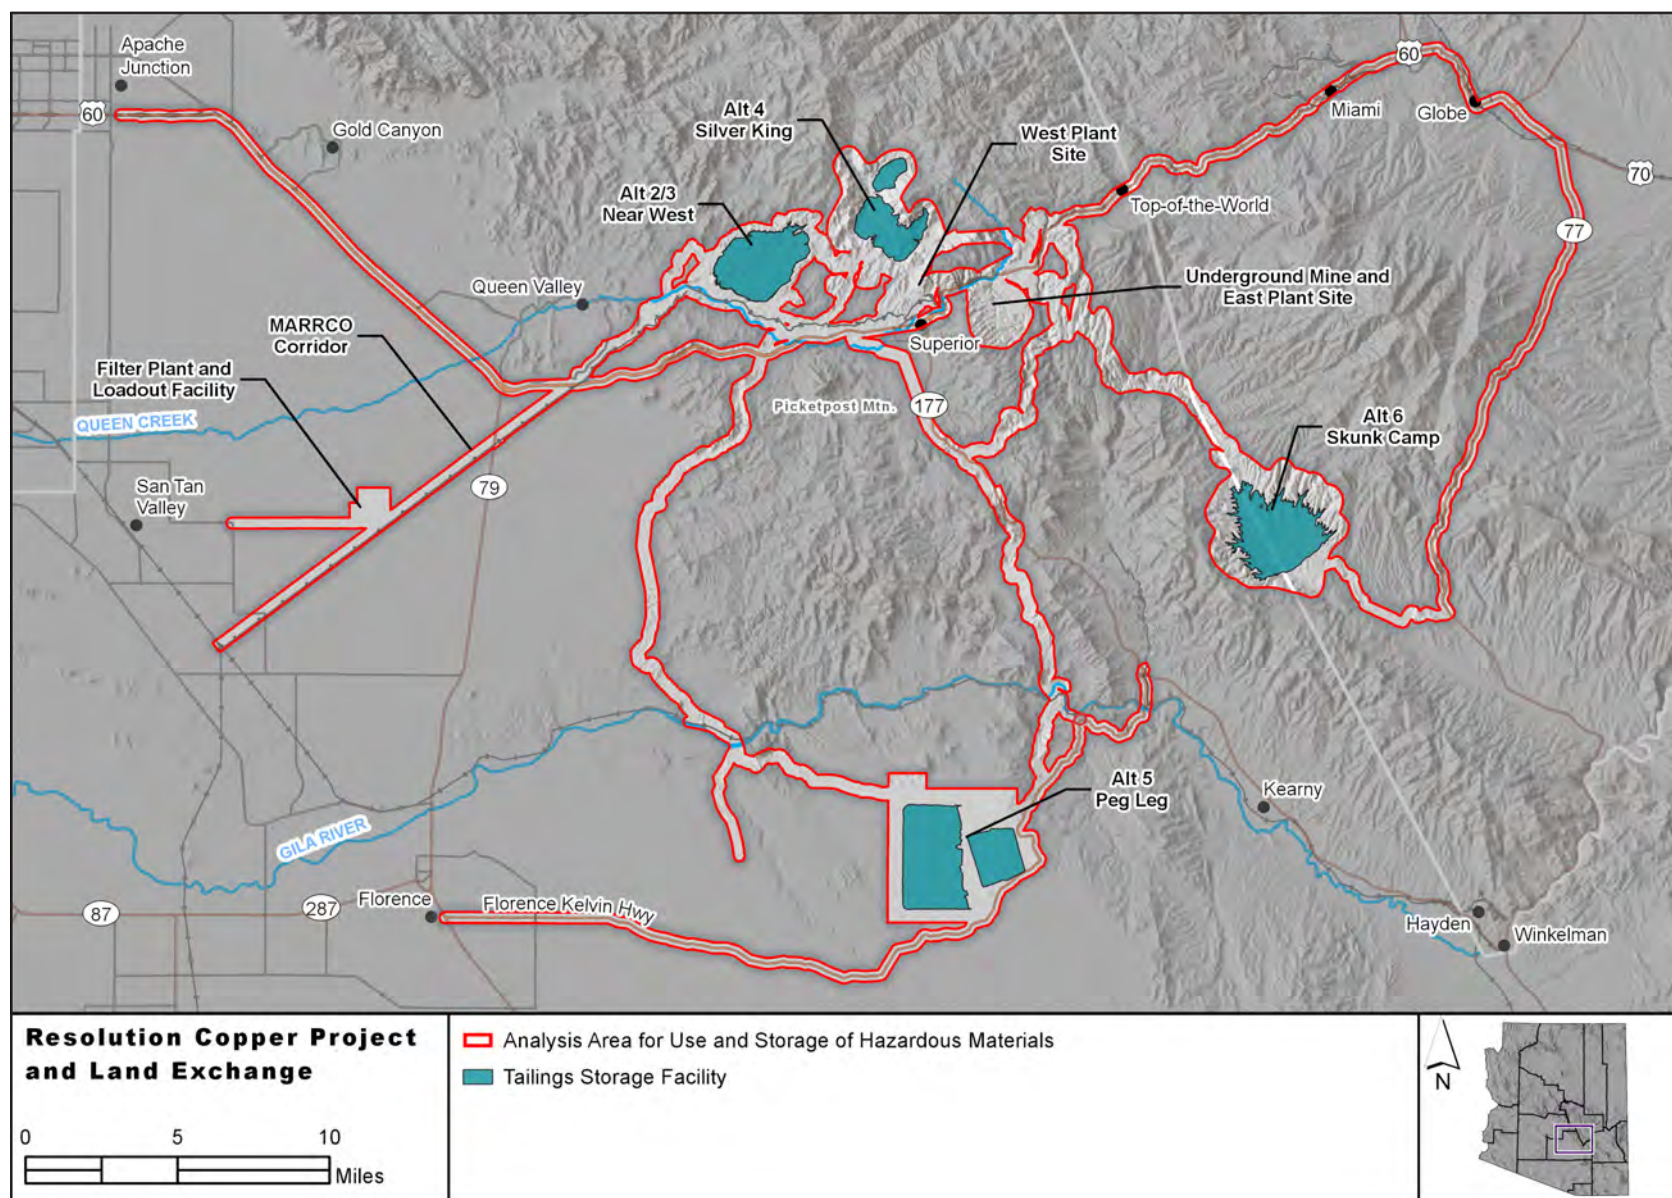 Apache
Junction
60
Gold Canyon
Alt 4
Silver King
West Plant
Site
60
Miami
Globe
70
Alt 2/3
Near West
Top-of-the-World
77
Queen Valley
Underground Mine and
East Plant Site
MARRCO
Corridor
Superior
Filter Plant and
Loadout Facility
Picketpost Mtn.
177
QUEEN CREEK
Alt 6
Skunk Camp
79
San Tan
Valley
Alt 5
Peg Leg
Kearny
GILA RIVER
87
287
Florence
Florence Kelvin Hwy
Hayden
Winkelman
Resolution Copper Project
and Land Exchange
0 5 10
Miles
Analysis Area for Use and Storage of Hazardous Materials
Tailings Storage Facility
N